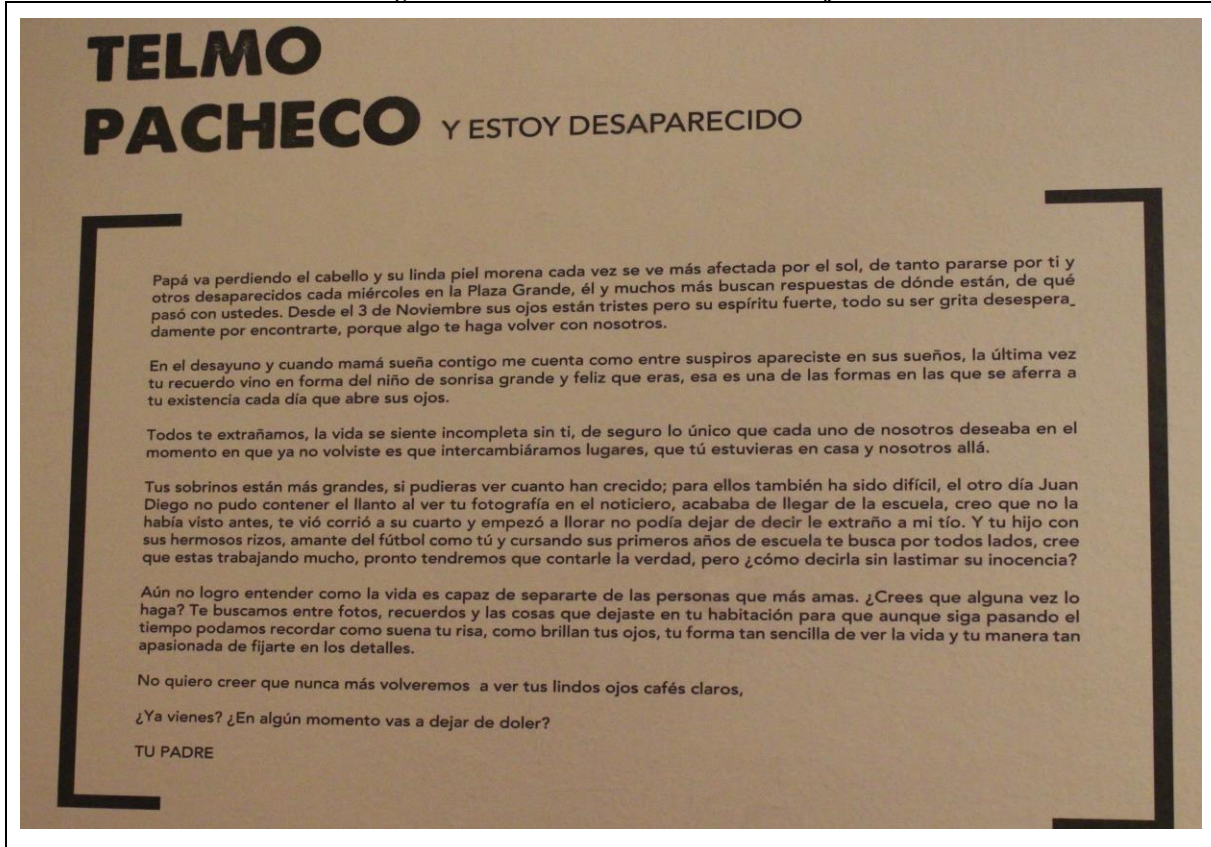 TELMO
PACHECO Y ESTOY DESAPARECIDO
Papá va perdiendo el cabello y su linda piel morena cada vez se ve más afectada por el sol, de tanto pararse por ti y
otros desaparecidos cada miércoles en la Plaza Grande, él y muchos más buscan respuestas de dónde están, de qué
pasó con ustedes. Desde el 3 de Noviembre sus ojos están tristes pero su espíritu fuerte, todo su ser grita desespera_
damente por encontrarte, porque algo te haga volver con nosotros.
En el desayuno y cuando mamá sueña contigo me cuenta como entre suspiros apareciste en sus sueños, la última vez
tu recuerdo vino en forma del niño de sonrisa grande y feliz que eras, esa es una de las formas en las que se aferra a
tu existencia cada día que abre sus ojos.
Todos te extrañamos, la vida se siente incompleta sin ti, de seguro lo único que cada uno de nosotros deseaba en el
momento en que ya no volviste es que intercambiáramos lugares, que tú estuvieras en casa y nosotros allá.
Tus sobrinos están más grandes, si pudieras ver cuanto han crecido; para ellos también ha sido difícil, el otro día Juan
Diego no pudo contener el llanto al ver tu fotografía en el noticiero, acababa de llegar de la escuela, creo que no la
había visto antes, te vió corrió a su cuarto y empezó a llorar no podía dejar de decir le extraño a mi tío. Y tu hijo con
sus hermosos rizos, amante del fútbol como tú y cursando sus primeros años de escuela te busca por todos lados, cree
que estas trabajando mucho, pronto tendremos que contarle la verdad, pero ¿cómo decirla sin lastimar su inocencia?
Aún no logro entender como la vida es capaz de separarte de las personas que más amas. ¿Crees que alguna vez lo
haga? Te buscamos entre fotos, recuerdos y las cosas que dejaste en tu habitación para que aunque siga pasando el
tiempo podamos recordar como suena tu risa, como brillan tus ojos, tu forma tan sencilla de ver la vida y tu manera tan
apasionada de fijarte en los detalles.
No quiero creer que nunca más volveremos a ver tus lindos ojos cafés claros,
¿Ya vienes? ¿En algún momento vas a dejar de doler?
TU PADRE